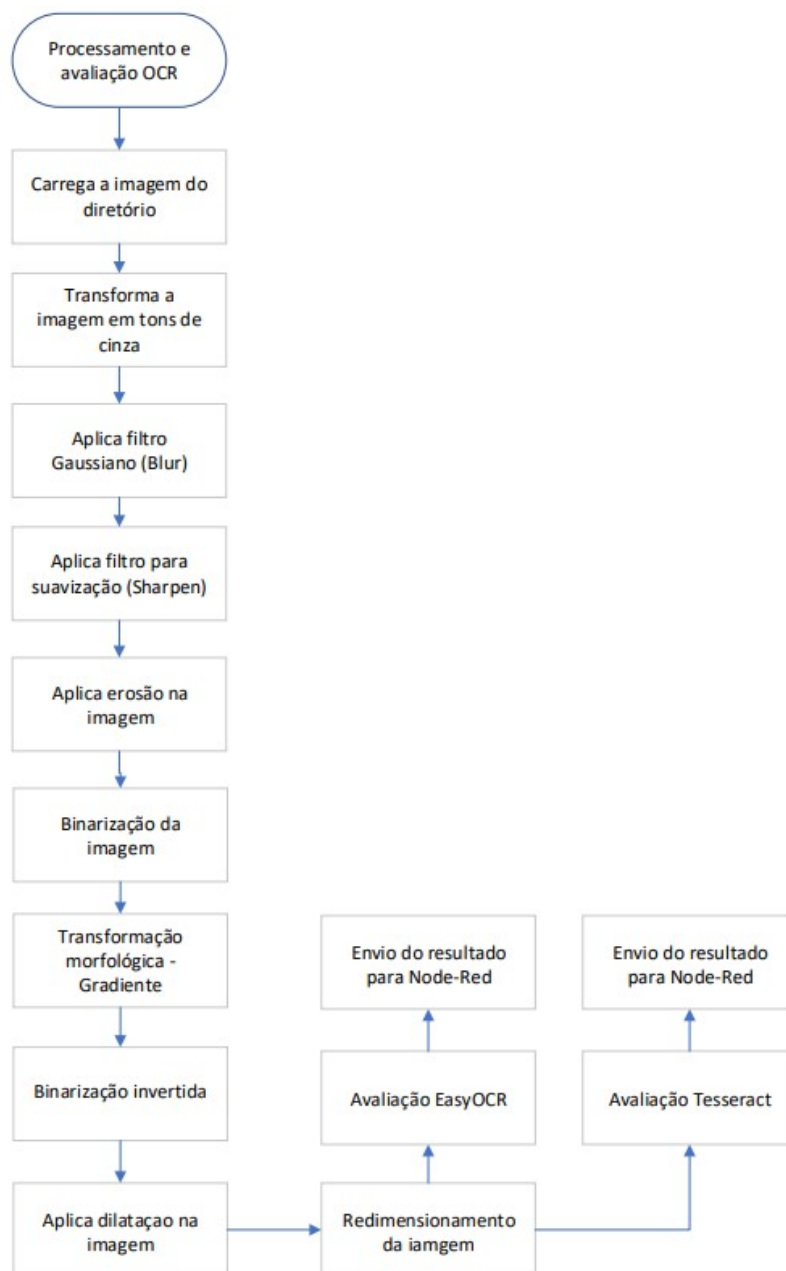 Processamento e
avaliação OCR
Carrega a imagem do
diretório
Transforma a
imagem em tons de
cinza
Aplica filtro
Gaussiano (Blur)
Aplica filtro para
suavização (Sharpen)
Aplica erosão na
imagem
Binarização da
imagem
Transformação
morfológica -
Gradiente
Binarização invertida
Aplica dilataçao na
imagem
Redimensionamento
da iamgem
Avaliação EasyOCR
Envio do resultado
para Node-Red
Avaliação Tesseract
Envio do resultado
para Node-Red